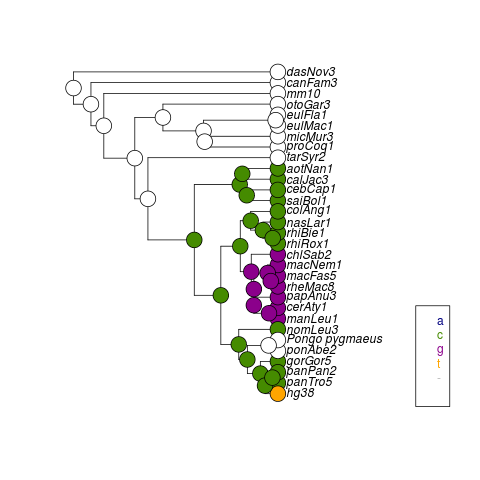 dasNov3
canFam3
mm10
otoGar3
eulFla1
eulMac1
micMur3
proCoq1
tarSyr2
aotNan1
calJac3
cebCap1
saiBol1
colAng1
nasLar1
rhiBie1
rhiRox1
chlSab2
macNem1
macFas5
rheMac8
papAnu3
cerAty1
manLeu1
nomLeu3
Pongo pygmaeus
ponAbe2
gorGor5
panPan2
panTro5
hg38
a
c
g
t
-